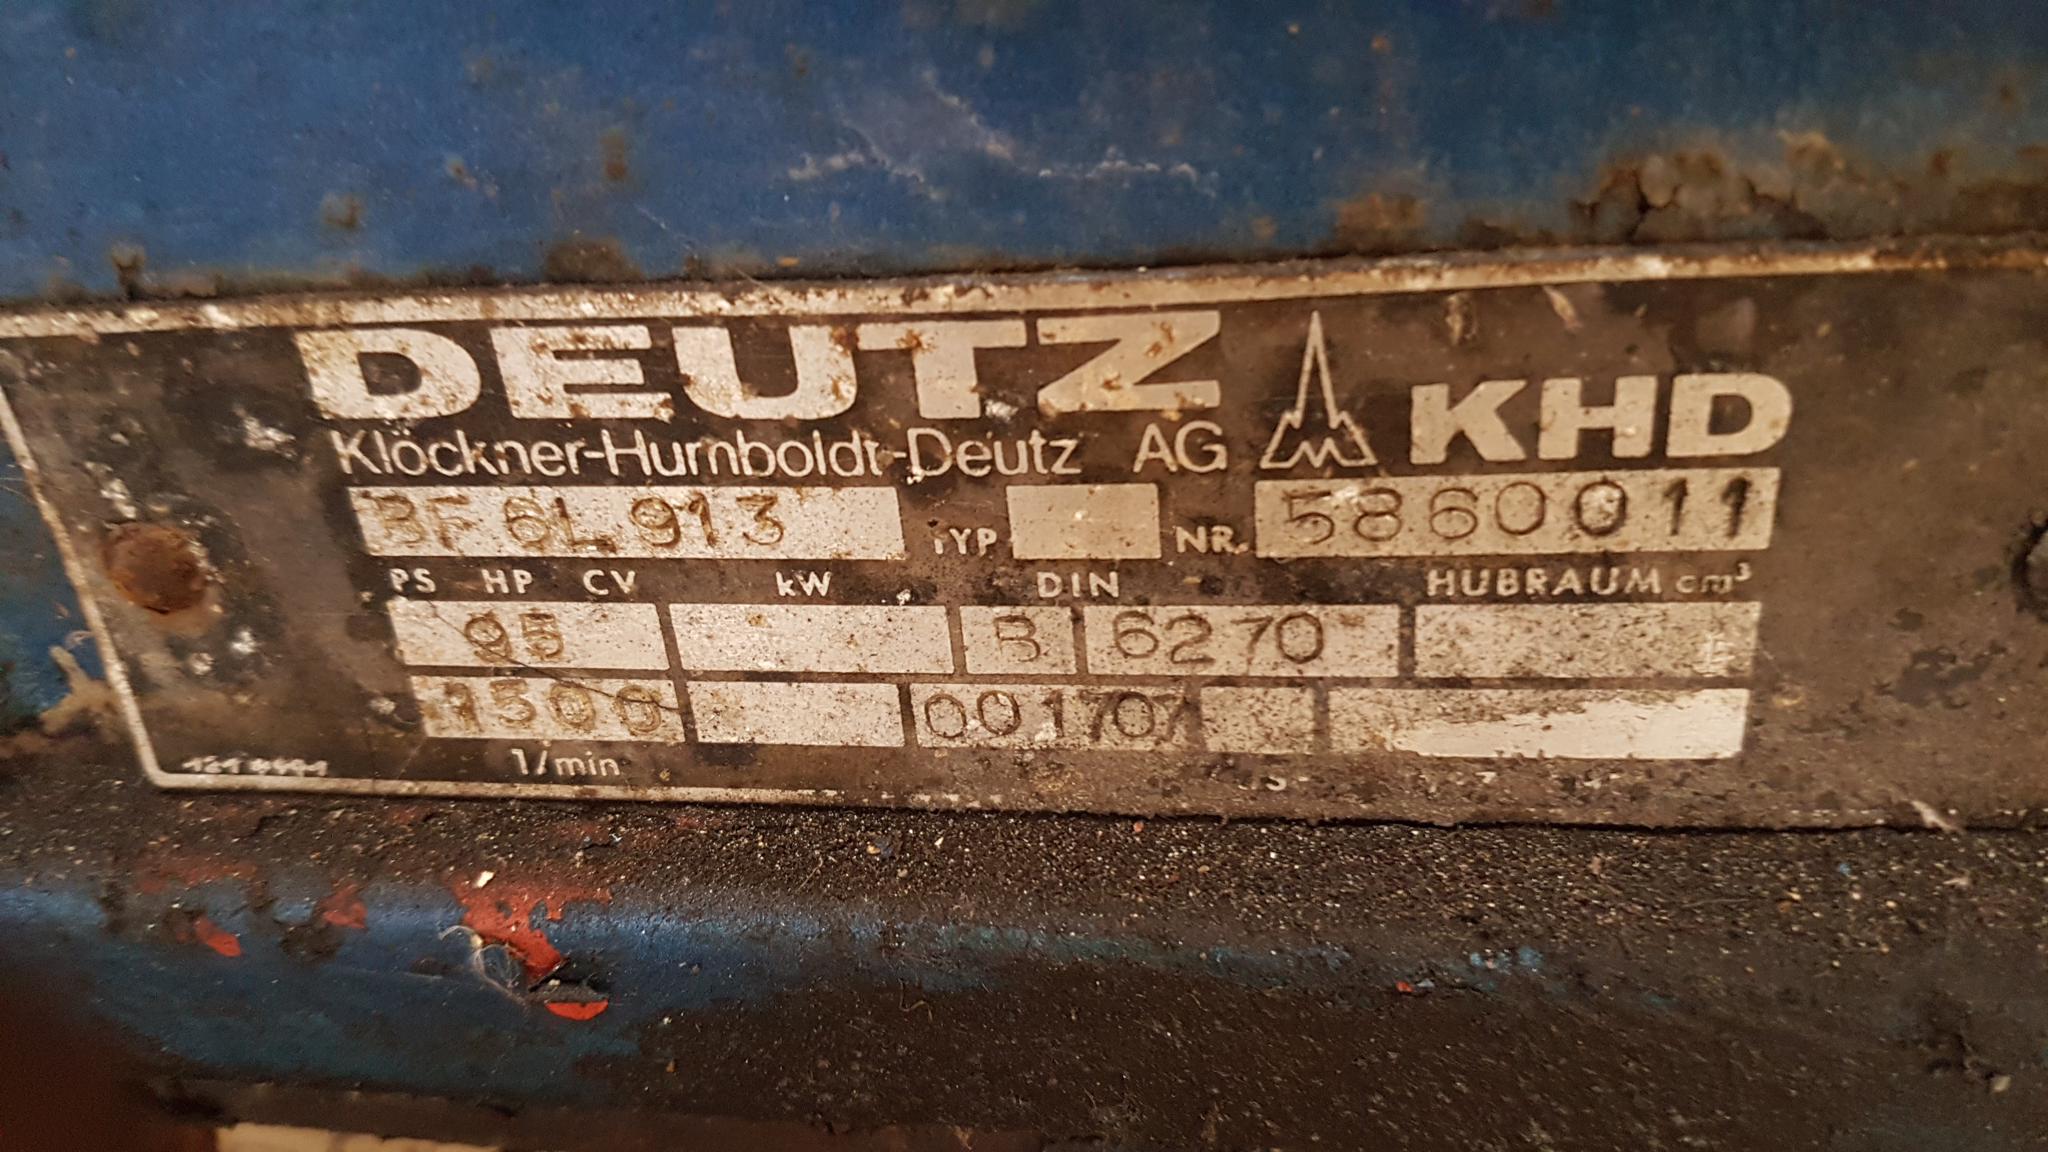 DEUTZ KHD
Klöckner-Humboldt-Deutz AG
BF6L913 TYP NR. 5860011
PS HP CV kW DIN HUBRAUM cm³
95 B 6270
1500 001707
1/min